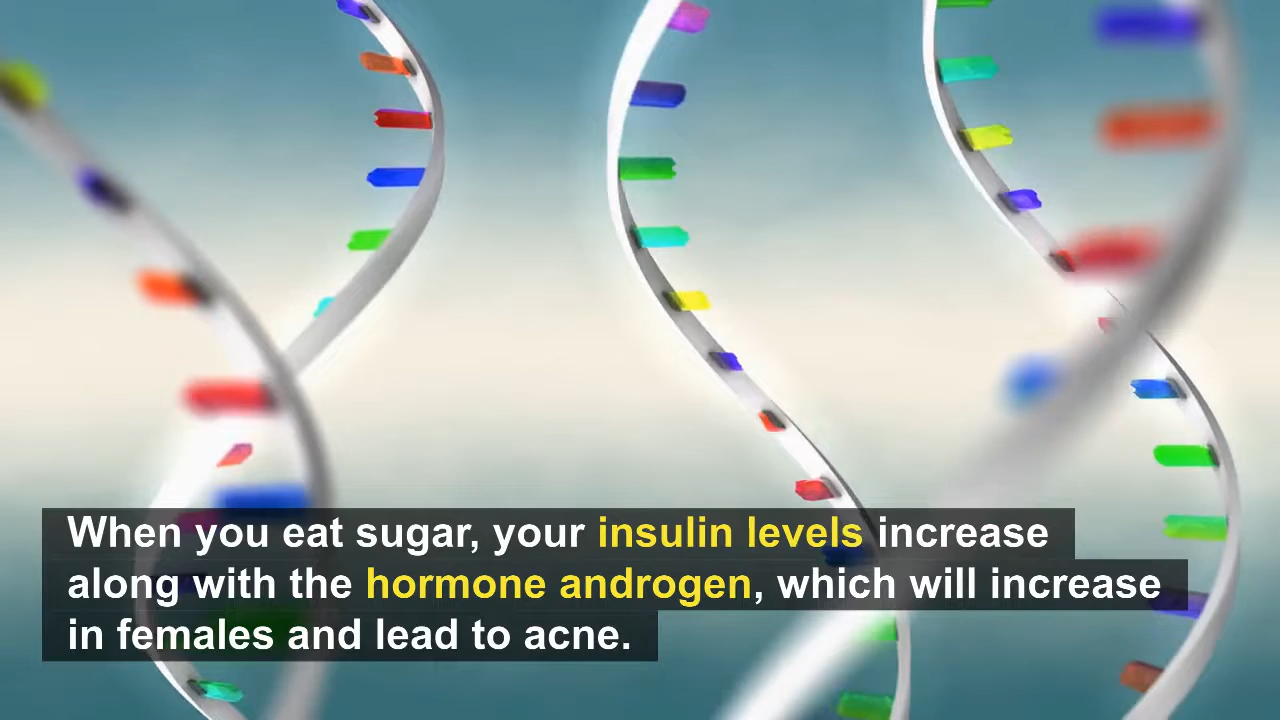 When you eat sugar, your insulin levels increase
along with the hormone androgen, which will increase
in females and lead to acne.